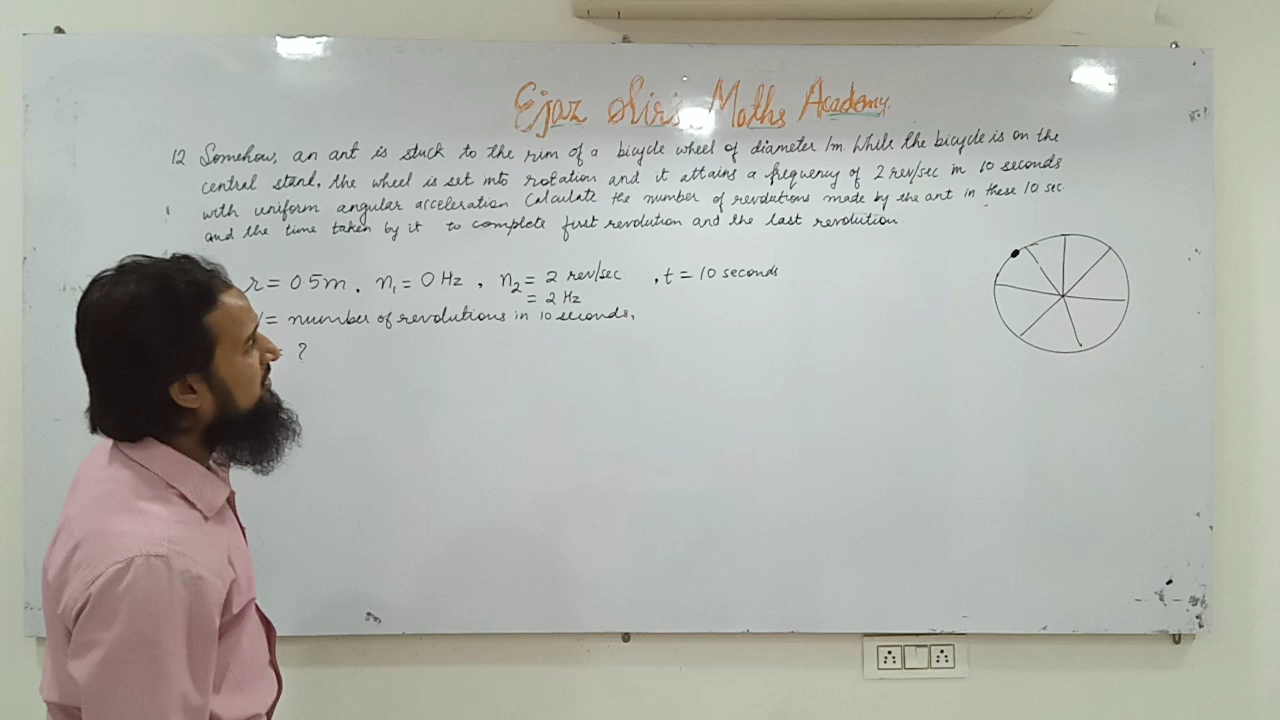 Ejaz Sir's Maths Academy.
12 Somehow, an ant is stuck to the rim of a bicycle wheel of diameter 1m. While the bicycle is on the
central stand, the wheel is set into rotation and it attains a frequency of 2 rev/sec in 10 seconds
with uniform angular acceleration Calculate the number of revolutions made by the ant in these 10 sec.
and the time taken by it to complete first revolution and the last revolution.
r = 0.5m, n₁ = 0 Hz, n₂ = 2 rev/sec, t = 10 seconds
= 2 Hz
= number of revolutions in 10 seconds,
?